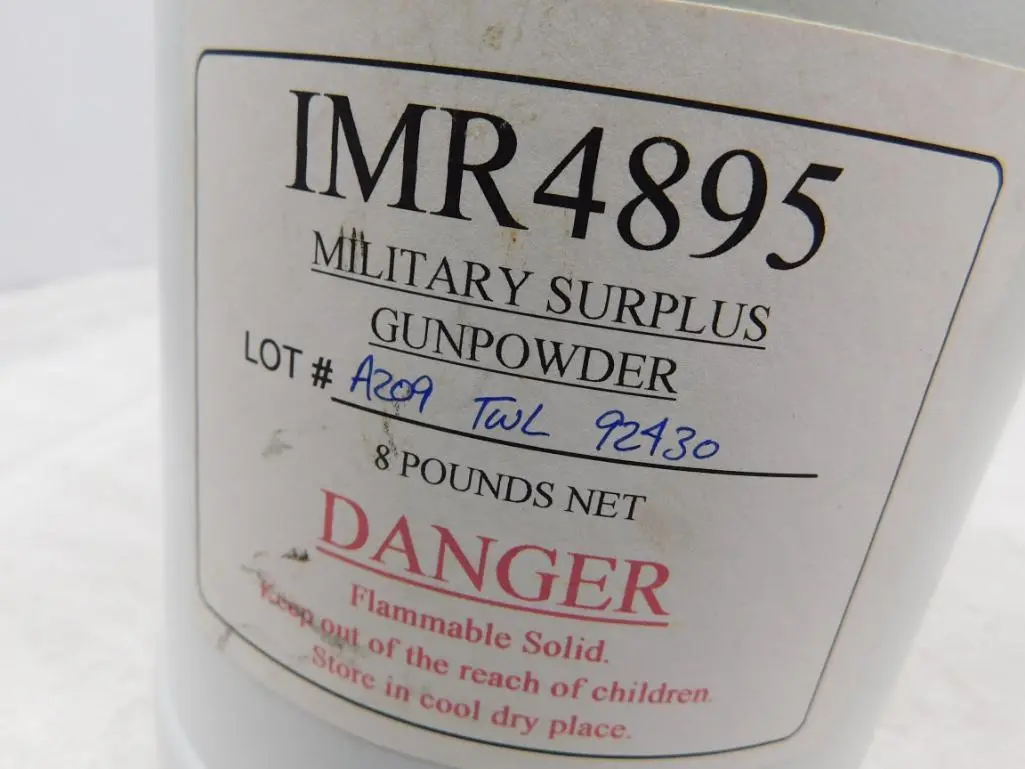 IMR4895
MILITARY SURPLUS
GUNPOWDER
LOT # A209 TWL 92430
8 POUNDS NET
DANGER
Flammable Solid.
Keep out of the reach of children.
Store in cool dry place.